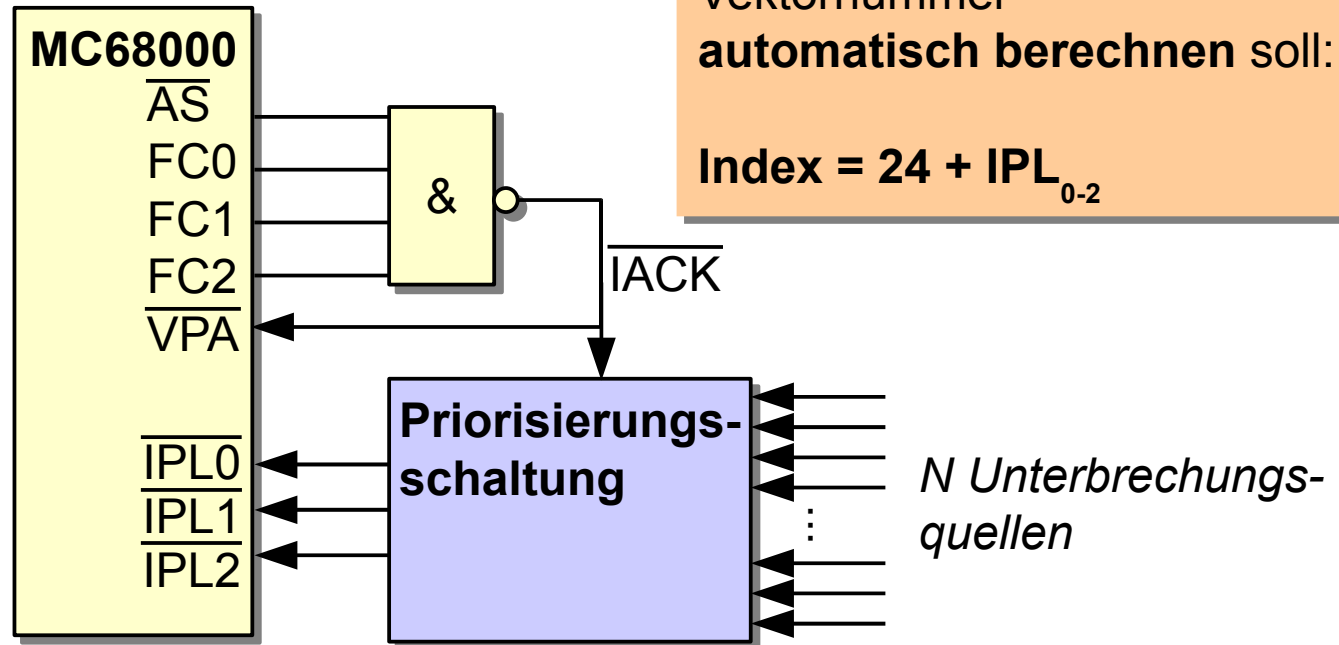 Vektornummer
automatisch berechnen soll:
Index = 24 + IPL0-2
MC68000
AS
FC0
FC1
FC2
VPA
IPL0
IPL1
IPL2
&
IACK
Priorisierungs-
schaltung
N Unterbrechungs-
quellen
...